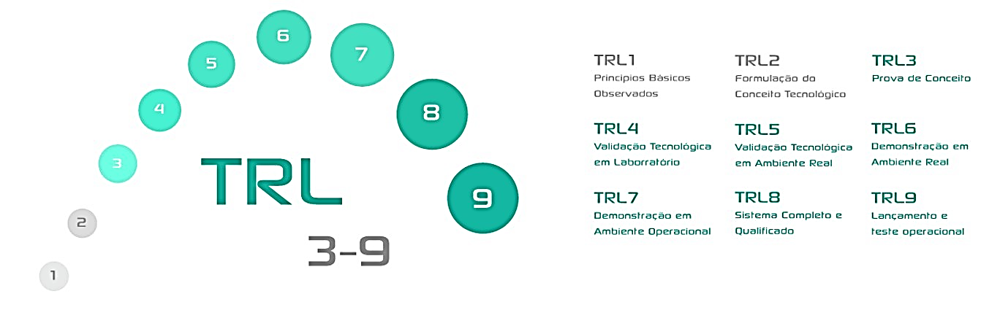 1
2
3
4
5
6
7
8
9
TRL
3-9
TRL1
Princípios Básicos
Observados
TRL2
Formulação do
Conceito Tecnológico
TRL3
Prova de Conceito
TRL4
Validação Tecnológica
em Laborratório
TRL5
Validação Tecnológica
em Ambiente Real
TRL6
Demonstração em
Ambiente Real
TRL7
Demonstração em
Ambiente Operacional
TRL8
Sistema Completo e
Qualificado
TRL9
Lançamento e
teste operacional